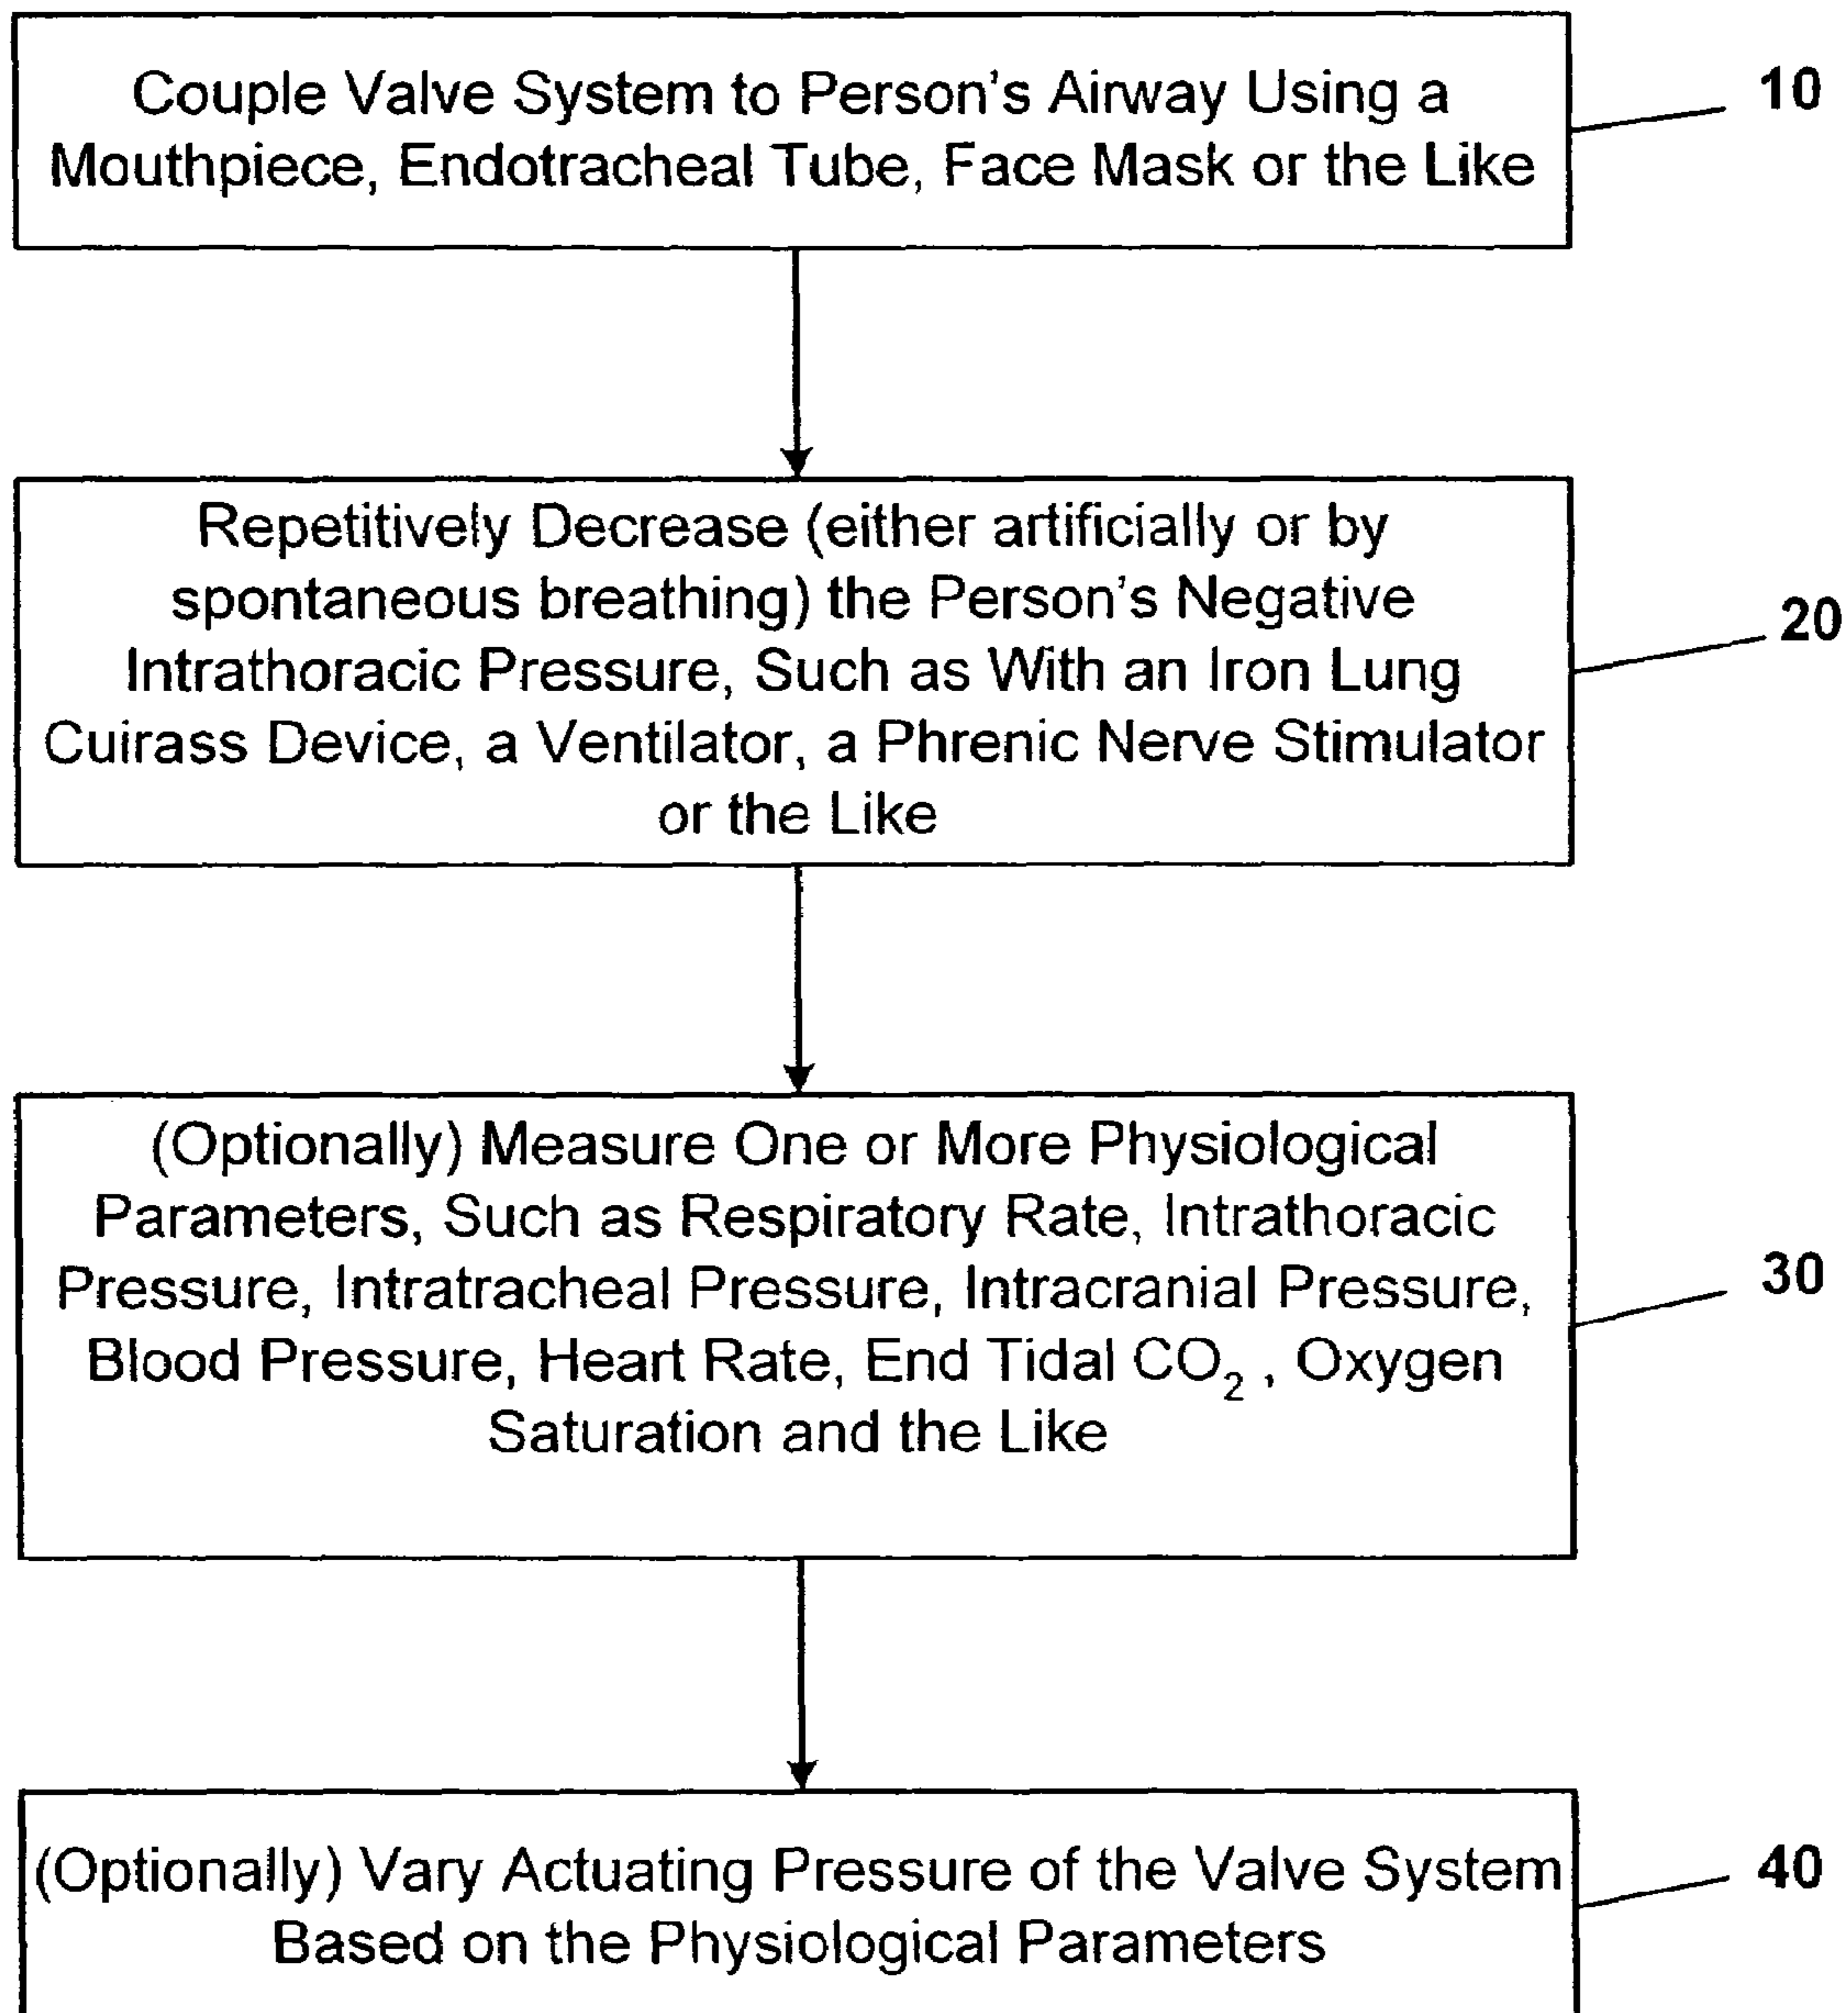 Couple Valve System to Person's Airway Using a
Mouthpiece, Endotracheal Tube, Face Mask or the Like
10
Repetitively Decrease (either artificially or by
spontaneous breathing) the Person's Negative
Intrathoracic Pressure, Such as With an Iron Lung
Cuirass Device, a Ventilator, a Phrenic Nerve Stimulator
or the Like
20
(Optionally) Measure One or More Physiological
Parameters, Such as Respiratory Rate, Intrathoracic
Pressure, Intratracheal Pressure, Intracranial Pressure,
Blood Pressure, Heart Rate, End Tidal CO₂ , Oxygen
Saturation and the Like
30
(Optionally) Vary Actuating Pressure of the Valve System
Based on the Physiological Parameters
40